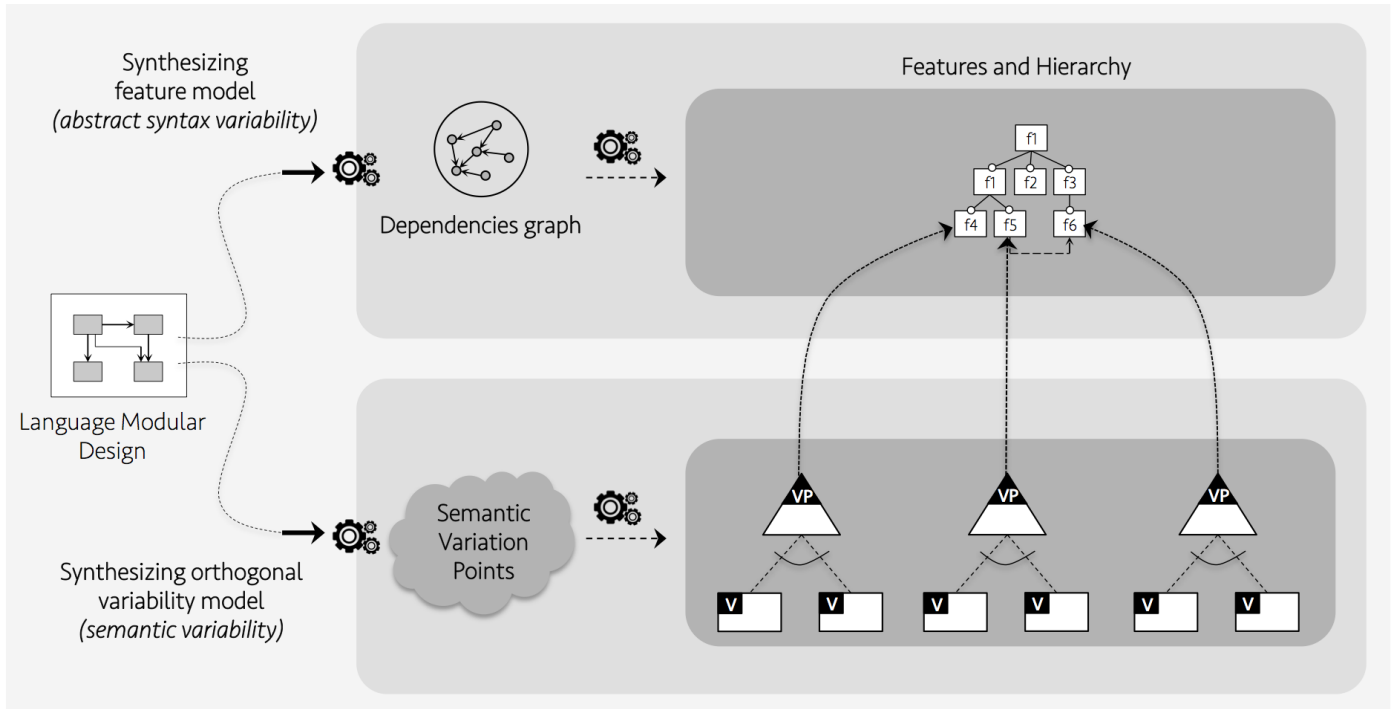 Synthesizing
feature model
(abstract syntax variability)
Features and Hierarchy
f1
f1 f2 f3
f4 f5 f6
Dependencies graph
Language Modular
Design
Semantic
Variation
Points
Synthesizing orthogonal
variability model
(semantic variability)
VP VP VP
V V V V V V